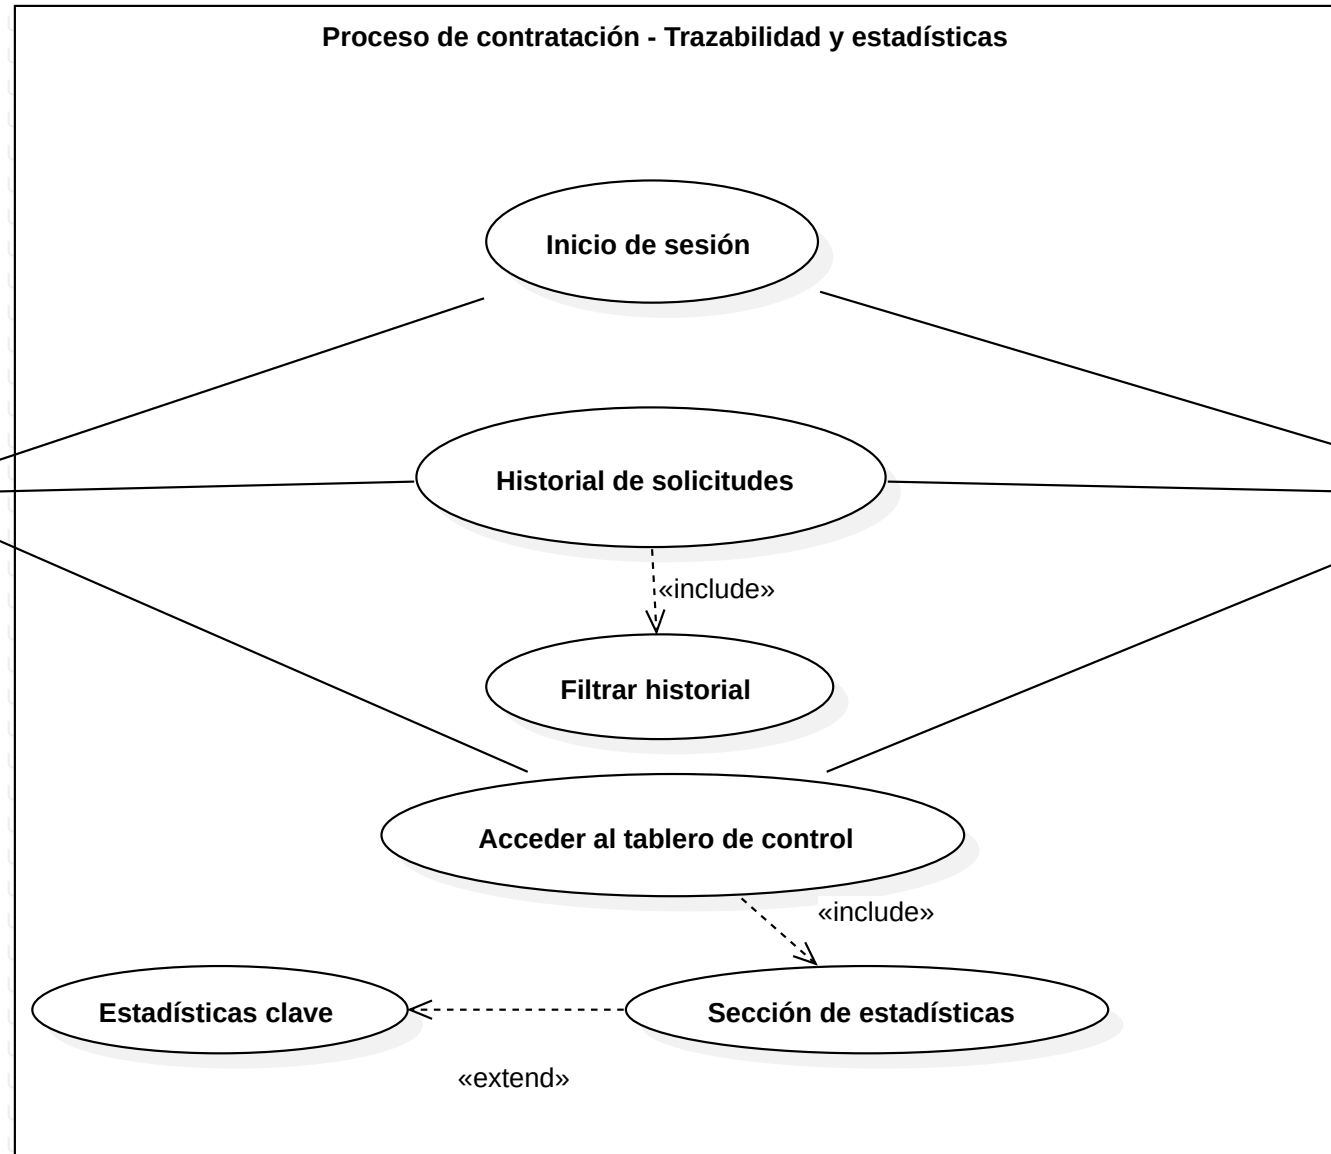 Proceso de contratación - Trazabilidad y estadísticas
Inicio de sesión
Historial de solicitudes
«include»
Filtrar historial
Acceder al tablero de control
«include»
Estadísticas clave
Sección de estadísticas
«extend»